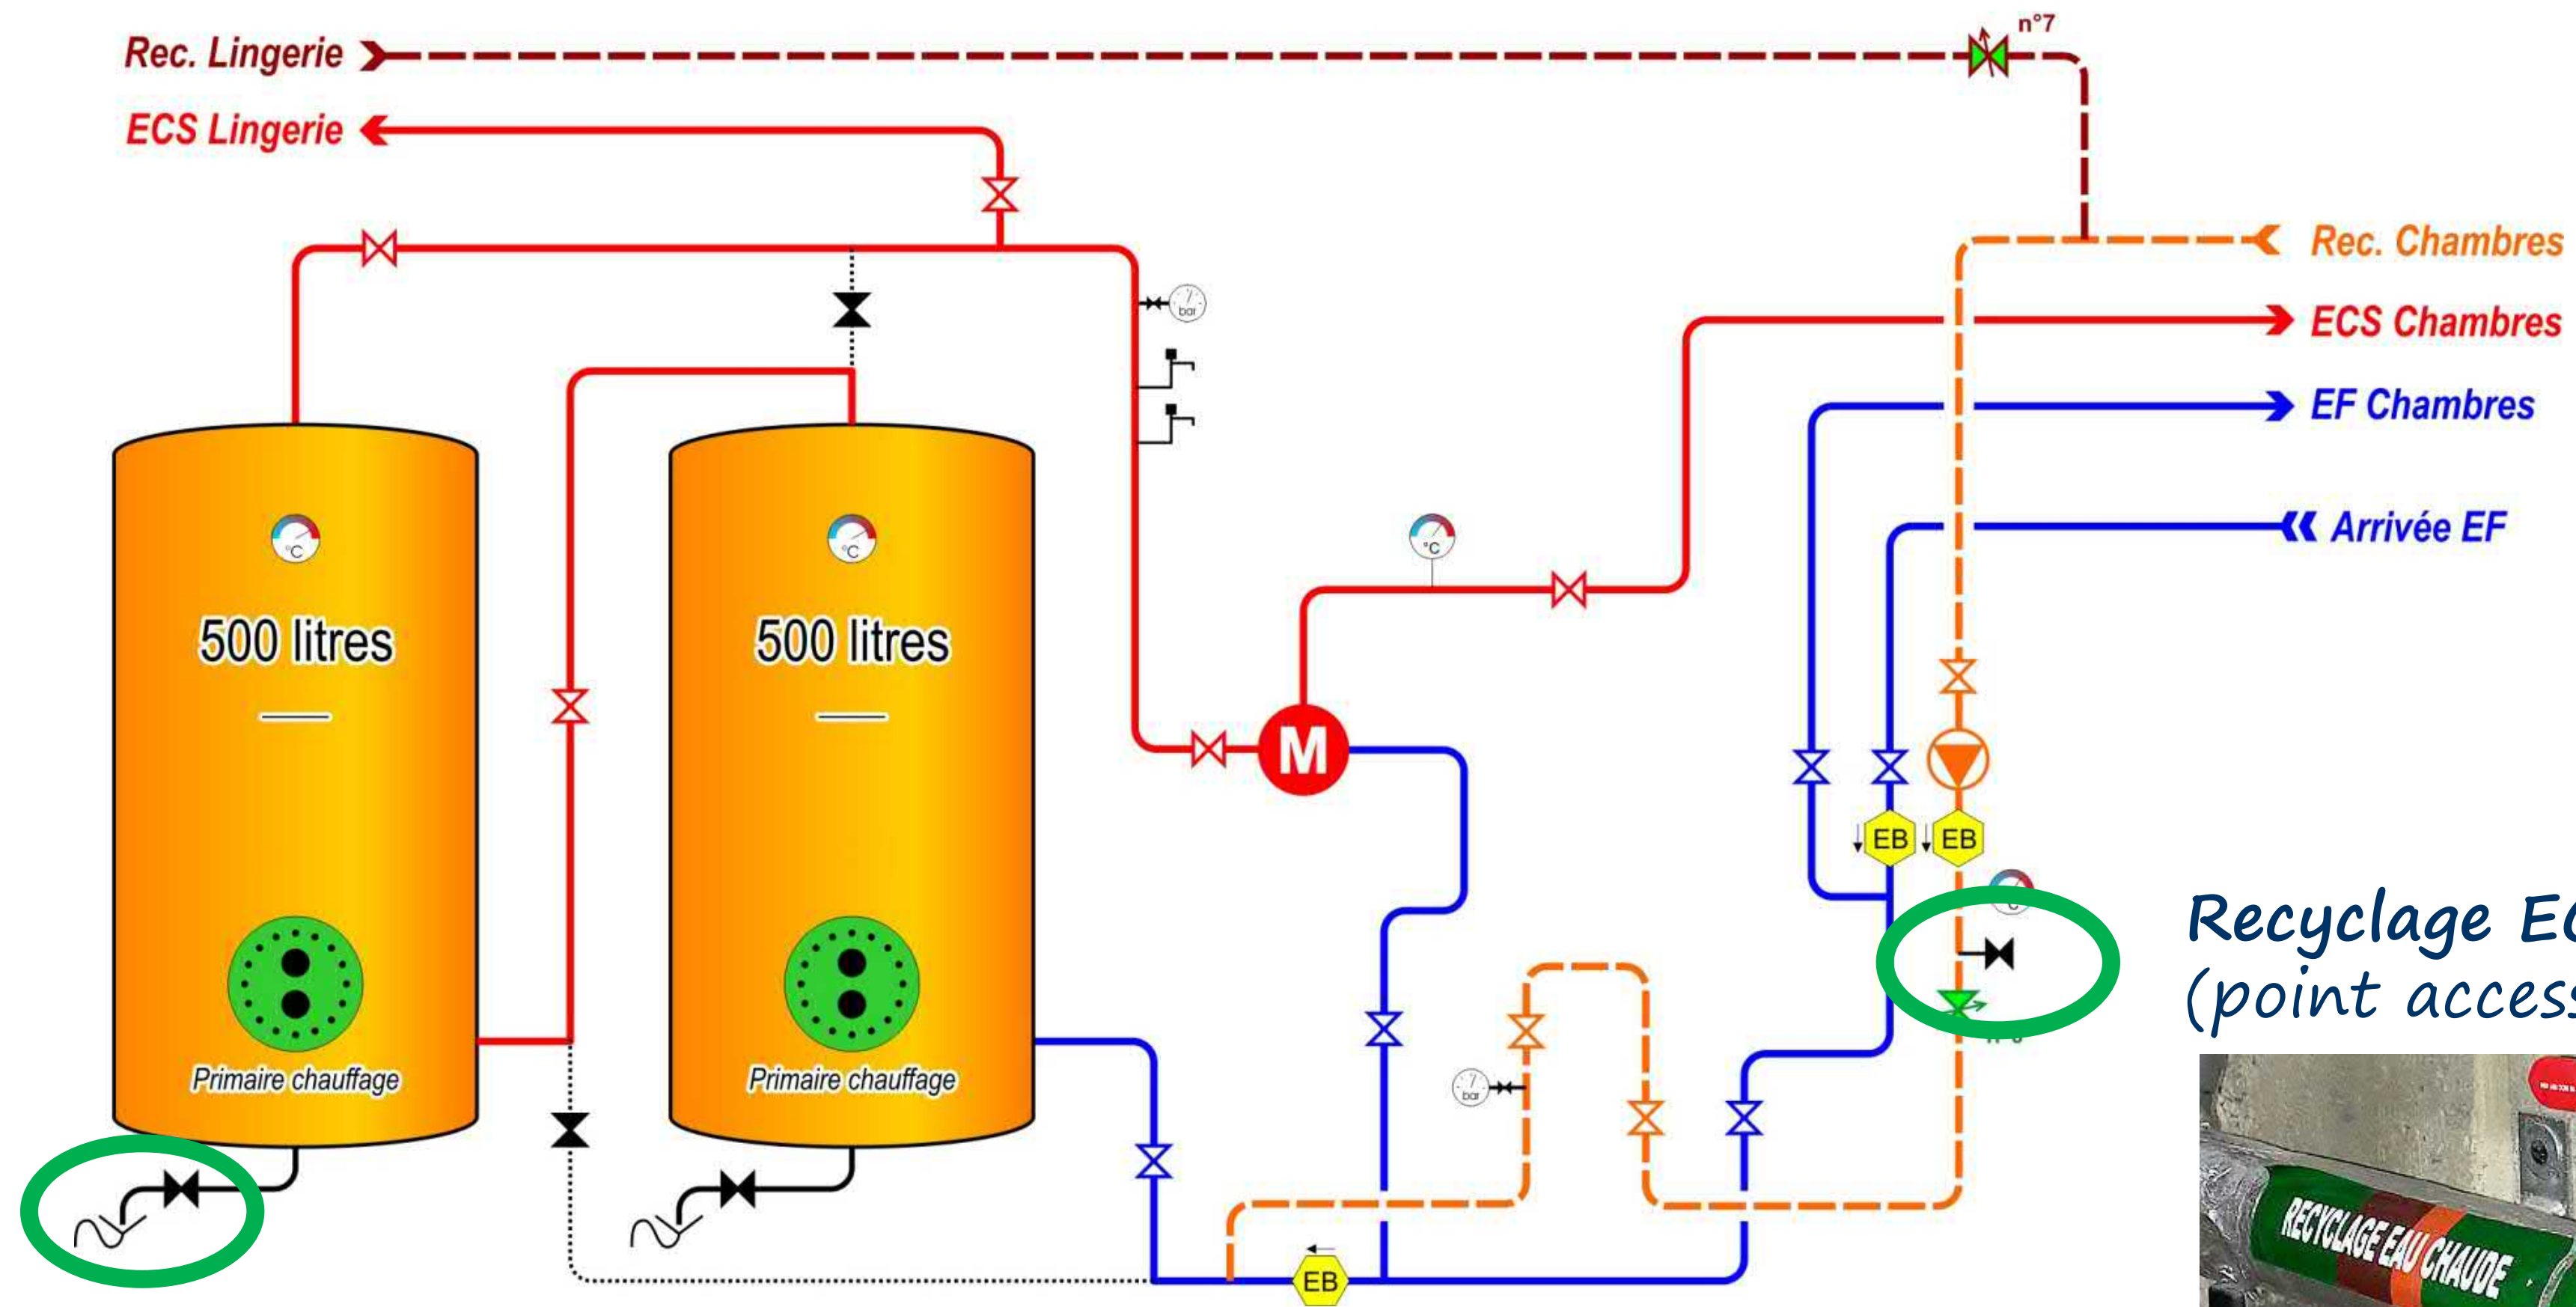 n°7
Rec. Lingerie
ECS Lingerie
Rec. Chambres
bar
ECS Chambres
EF Chambres
Arrivée EF
°C
°C
°C
500 litres
500 litres
M
EB
EB
Recyclage
(point
Primaire chauffage
Primaire chauffage
bar
RECYCLAGE EAU CHAUDE
EB